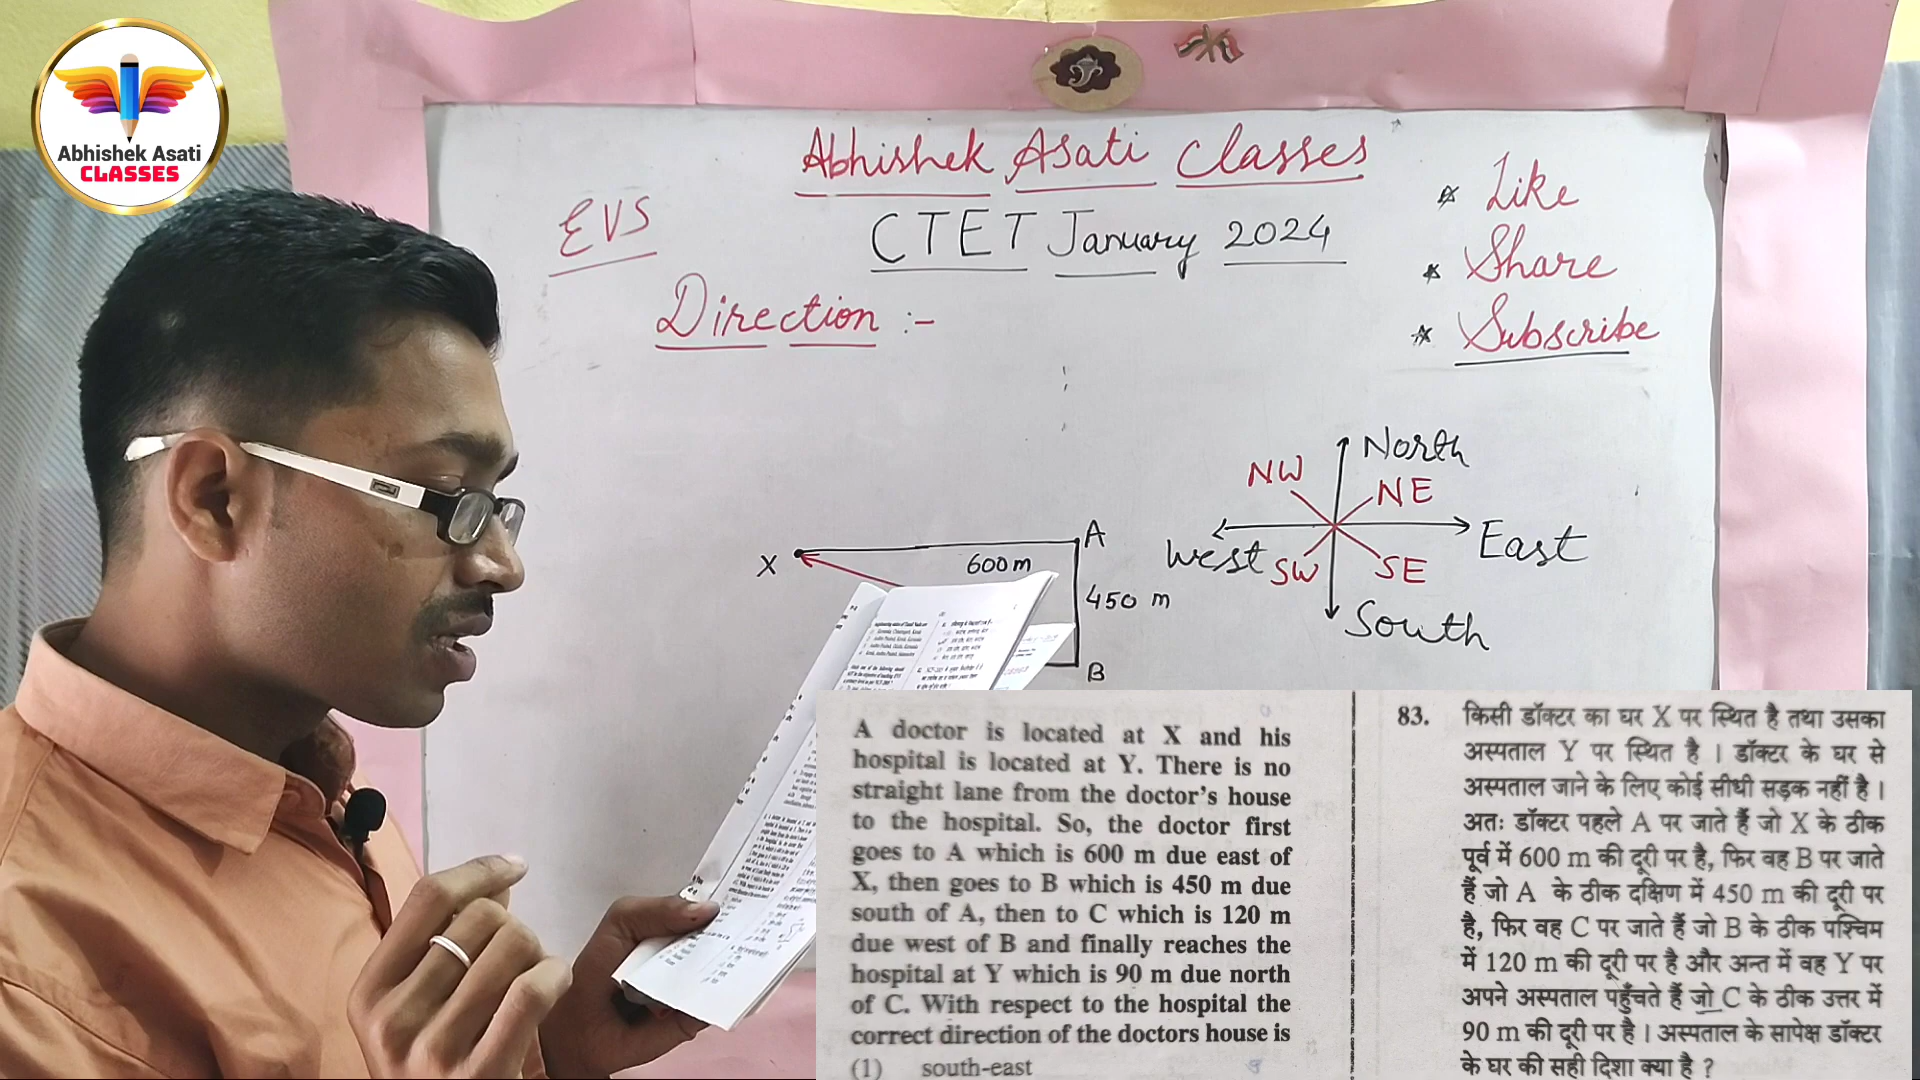 Abhishek Asati
CLASSES
Abhishek Asati Classes
EVS
CTET January 2024
Direction :-
* Like
* Share
* Subscribe
X
A
600 m
450 m
B
North
NW
NE
West
East
SW
SE
South
A doctor is located at X and his
hospital is located at Y. There is no
straight lane from the doctor's house
to the hospital. So, the doctor first
goes to A which is 600 m due east of
X, then goes to B which is 450 m due
south of A, then to C which is 120 m
due west of B and finally reaches the
hospital at Y which is 90 m due north
of C. With respect to the hospital the
correct direction of the doctors house is
(1) south-east
83. किसी डॉक्टर का घर X पर स्थित है तथा उसका
अस्पताल Y पर स्थित है । डॉक्टर के घर से
अस्पताल जाने के लिए कोई सीधी सड़क नहीं है ।
अतः डॉक्टर पहले A पर जाते हैं जो X के ठीक
पूर्व में 600 m की दूरी पर है, फिर वह B पर जाते
हैं जो A के ठीक दक्षिण में 450 m की दूरी पर
है, फिर वह C पर जाते हैं जो B के ठीक पश्चिम
में 120 m की दूरी पर है और अन्त में वह Y पर
अपने अस्पताल पहुँचते हैं जो C के ठीक उत्तर में
90 m की दूरी पर है । अस्पताल के सापेक्ष डॉक्टर
के घर की सही दिशा क्या है ?